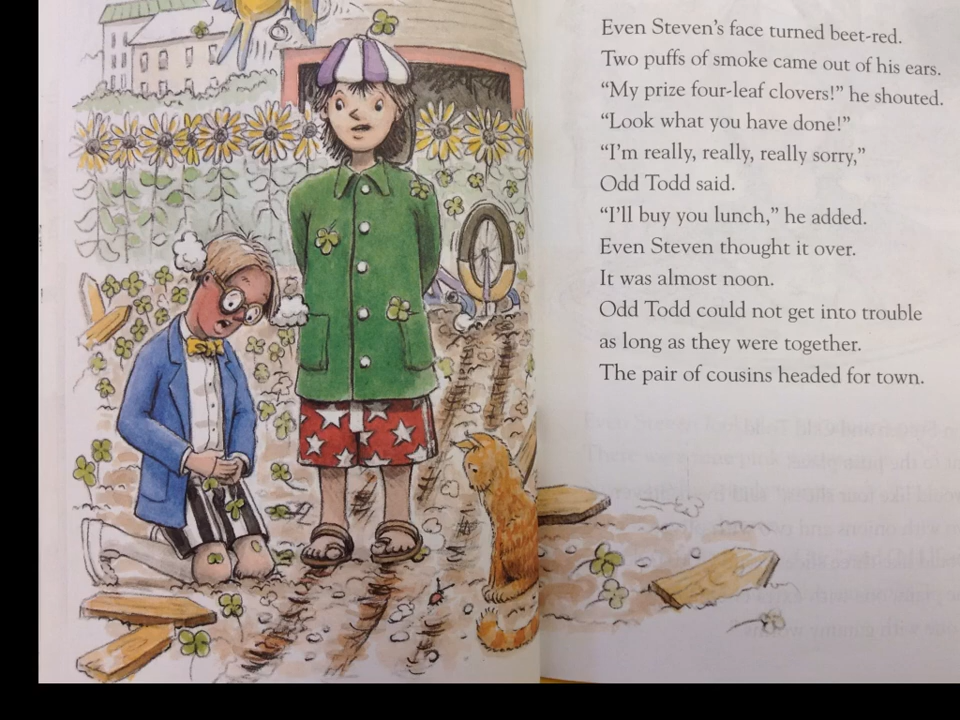 Even Steven’s face turned beet-red.
Two puffs of smoke came out of his ears.
“My prize four-leaf clovers!” he shouted.
“Look what you have done!”
“I’m really, really, really sorry,”
Odd Todd said.
“I’ll buy you lunch,” he added.
Even Steven thought it over.
It was almost noon.
Odd Todd could not get into trouble
as long as they were together.
The pair of cousins headed for town.